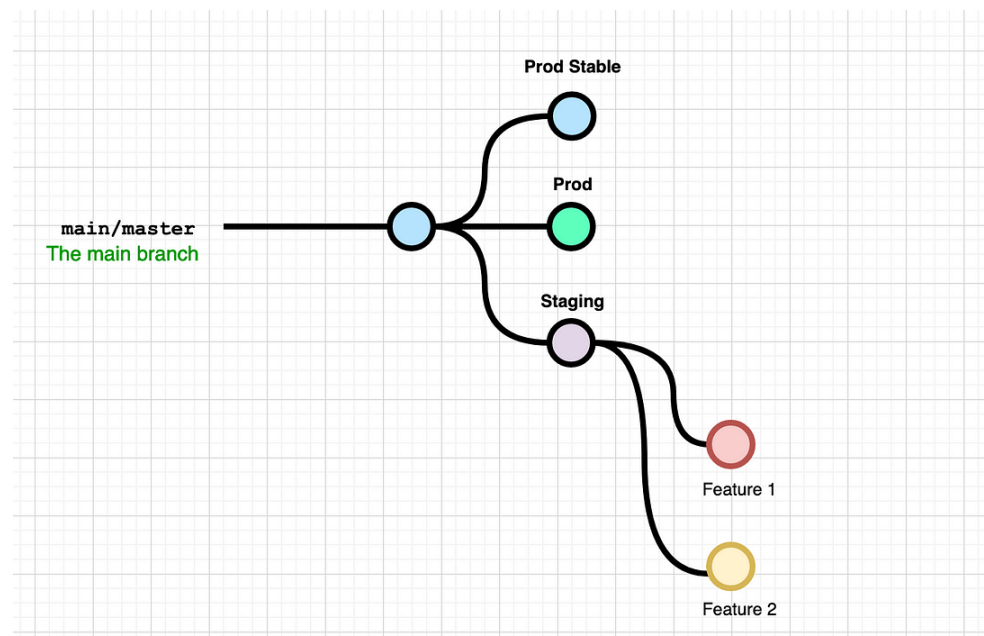 Prod Stable
Prod
main/master
The main branch
Staging
Feature 1
Feature 2